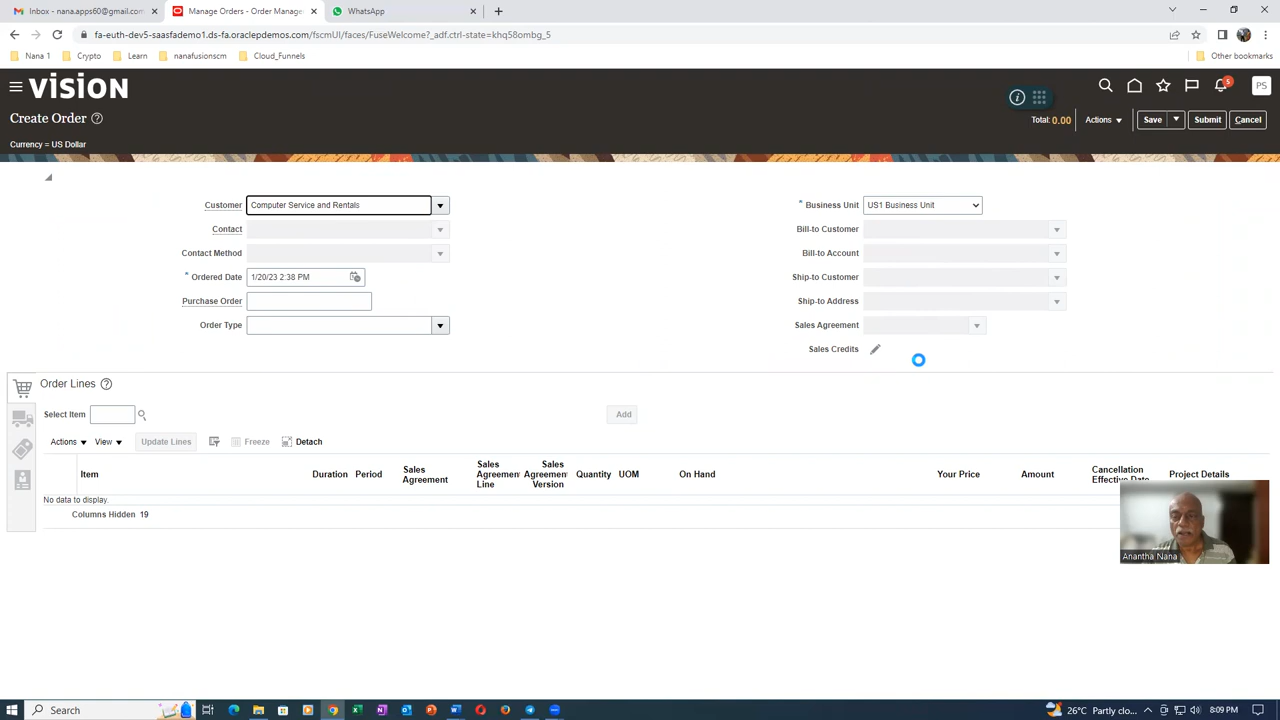 Inbox - nana.apps60@gmail.com
Manage Orders - Order Manage
WhatsApp
fa-euth-dev5-saasfademo1.ds-fa.oraclepdemos.com/fscmUI/faces/FuseWelcome?_adf.ctrl-state=khq58ombg_5
Nana 1
Crypto
Learn
nanafusionscm
Cloud_Funnels
Other bookmarks
VISION
5
PS
Create Order
Total: 0.00
Actions
Save
Submit
Cancel
Currency = US Dollar
Customer
Computer Service and Rentals
* Business Unit
US1 Business Unit
Contact
Bill-to Customer
Contact Method
Bill-to Account
* Ordered Date
1/20/23 2:38 PM
Ship-to Customer
Purchase Order
Ship-to Address
Order Type
Sales Agreement
Sales Credits
Order Lines
Select Item
Add
Actions
View
Update Lines
Freeze
Detach
Item
Duration
Period
Sales Agreement
Sales Agreement Line
Sales Agreement Version
Quantity
UOM
On Hand
Your Price
Amount
Cancellation Effective Date
Project Details
No data to display.
Columns Hidden 19
Anantha Nana
Search
26°C Partly clo...
8:09 PM